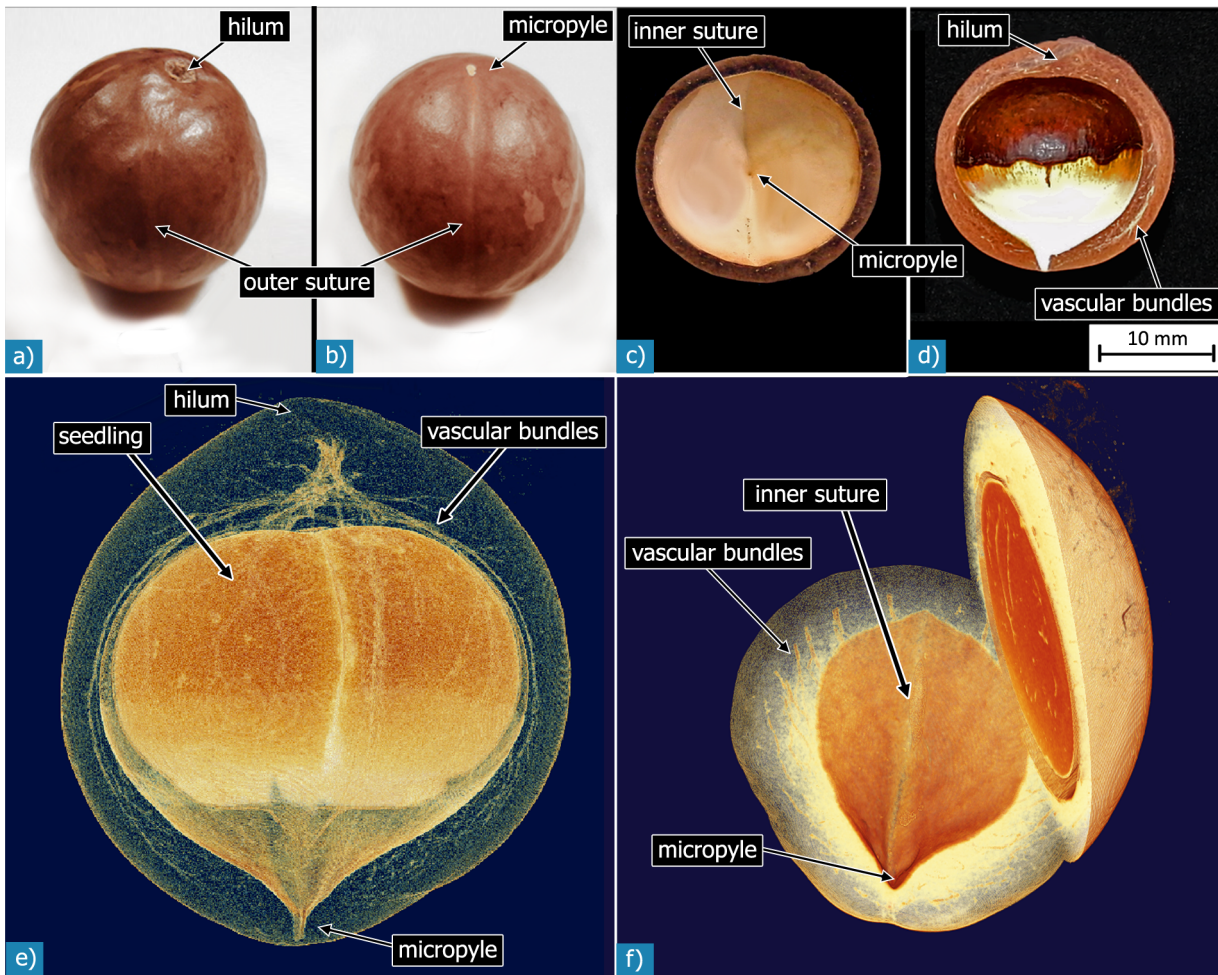 hilum
micropyle
outer suture
a)
b)
inner suture
micropyle
c)
hilum
vascular bundles
10 mm
d)
hilum
seedling
vascular bundles
micropyle
e)
inner suture
vascular bundles
micropyle
f)